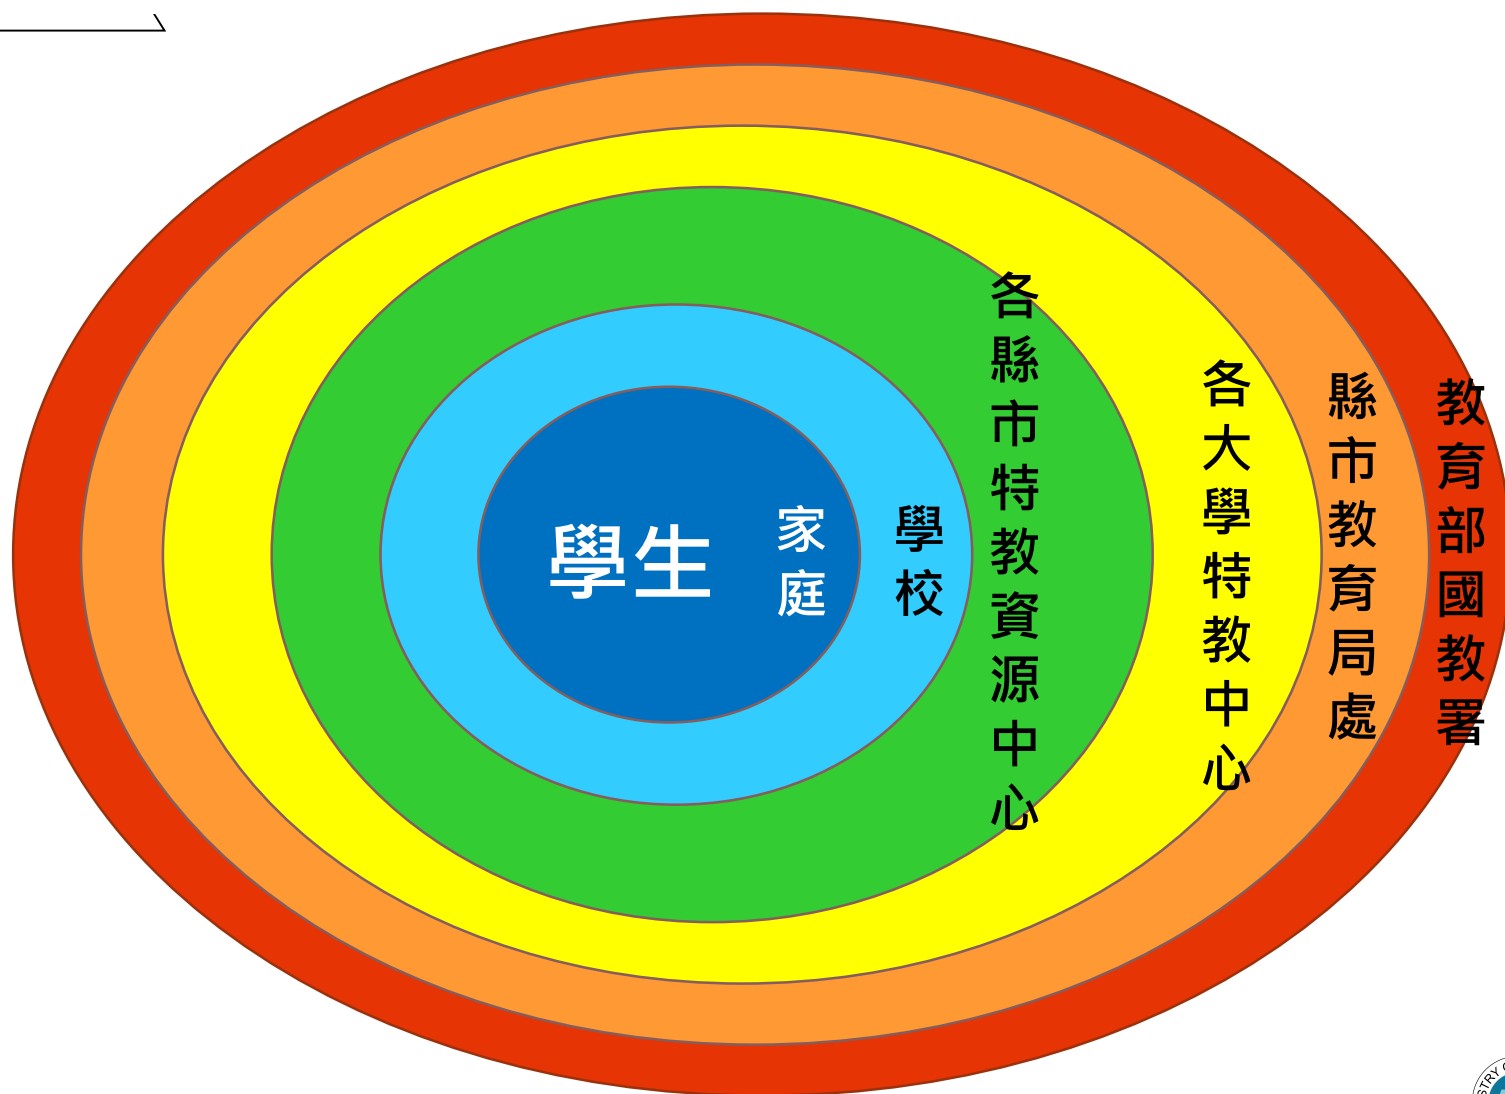 學生
家庭
學校
各縣市特教資源中心
各大學特教中心
縣市教育局處
教育部國教署